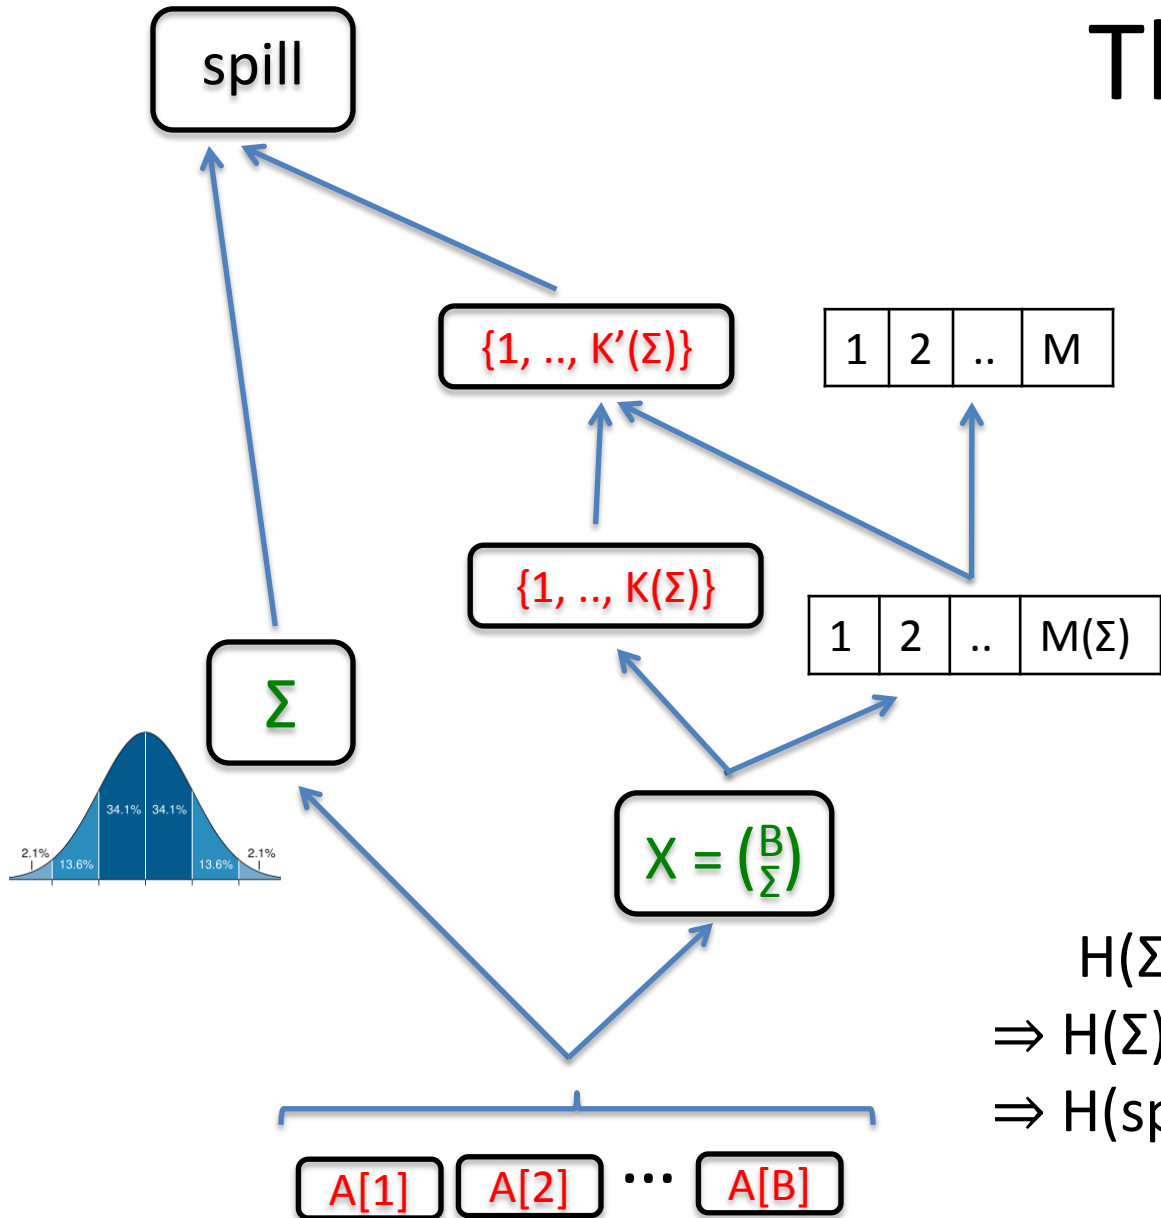 spill
{1, .., K’(Σ)}
1 2 .. M
{1, .., K(Σ)}
1 2 .. M(Σ)
Σ
34.1% 34.1%
2.1% 13.6% 13.6% 2.1%
X = (B Σ)
H(Σ
⇒ H(Σ)
⇒ H(sp
A[1] A[2] ... A[B]